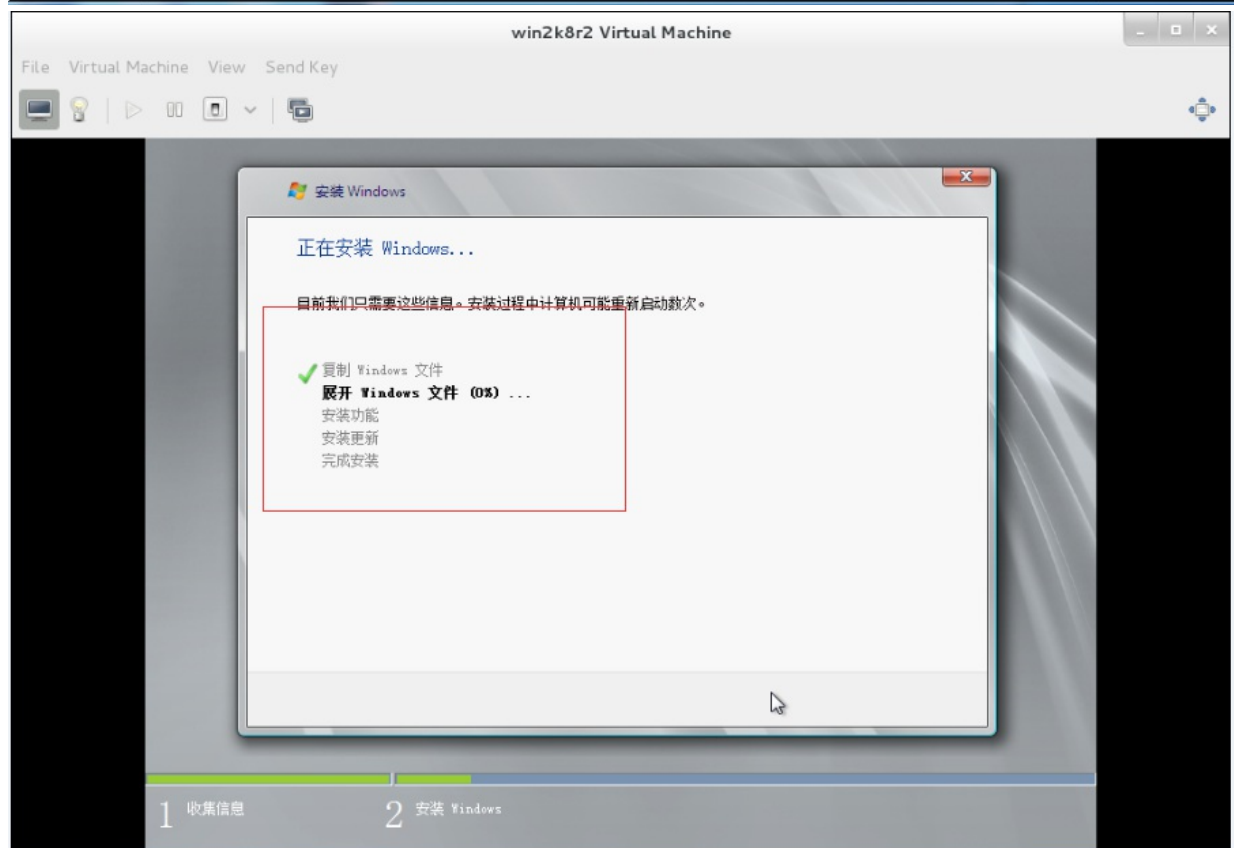 win2k8r2 Virtual Machine
File Virtual Machine View Send Key
安装 Windows
正在安装 Windows...
目前我们只需要这些信息。安装过程中计算机可能重新启动数次。
复制 Windows 文件
展开 Windows 文件 (0%) ...
安装功能
安装更新
完成安装
1 收集信息 2 安装 Windows